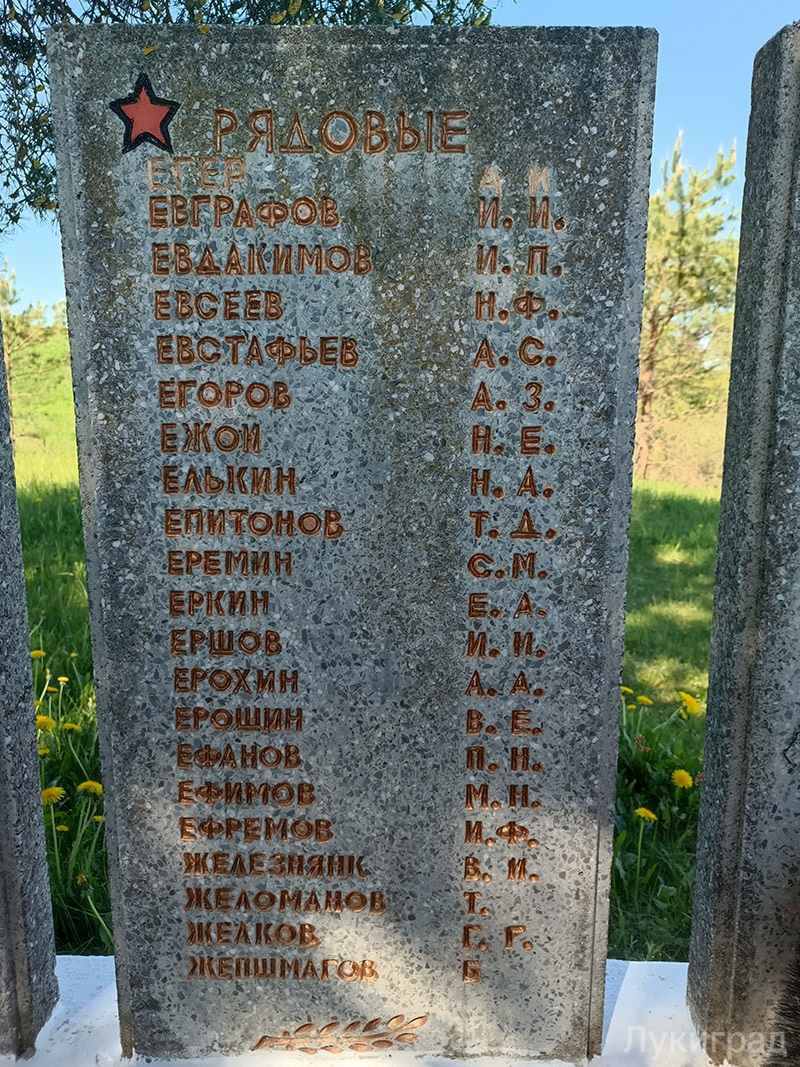 РЯДОВЫЕ
ЕГЕР А И
ЕВГРАФОВ И. И.
ЕВДАКИМОВ И. П.
ЕВСЕЕВ Н. Ф.
ЕВСТАФЬЕВ А. С.
ЕГОРОВ А. З.
ЕЖОИ Н. Е.
ЕЛЬКИН Н. А.
ЕПИТОНОВ Т. Д.
ЕРЕМИН С. М.
ЕРКИН Е. А.
ЕРШОВ И. И.
ЕРОХИН А. А.
ЕРОШИН В. Е.
ЕФАНОВ П. Н.
ЕФИМОВ М. Н.
ЕФРЕМОВ И. Ф.
ЖЕЛЕЗНЯНК В. И.
ЖЕЛОМАНОВ Т.
ЖЕЛКОВ Г. Г.
ЖЕПШМАГОВ Б
Лукиград